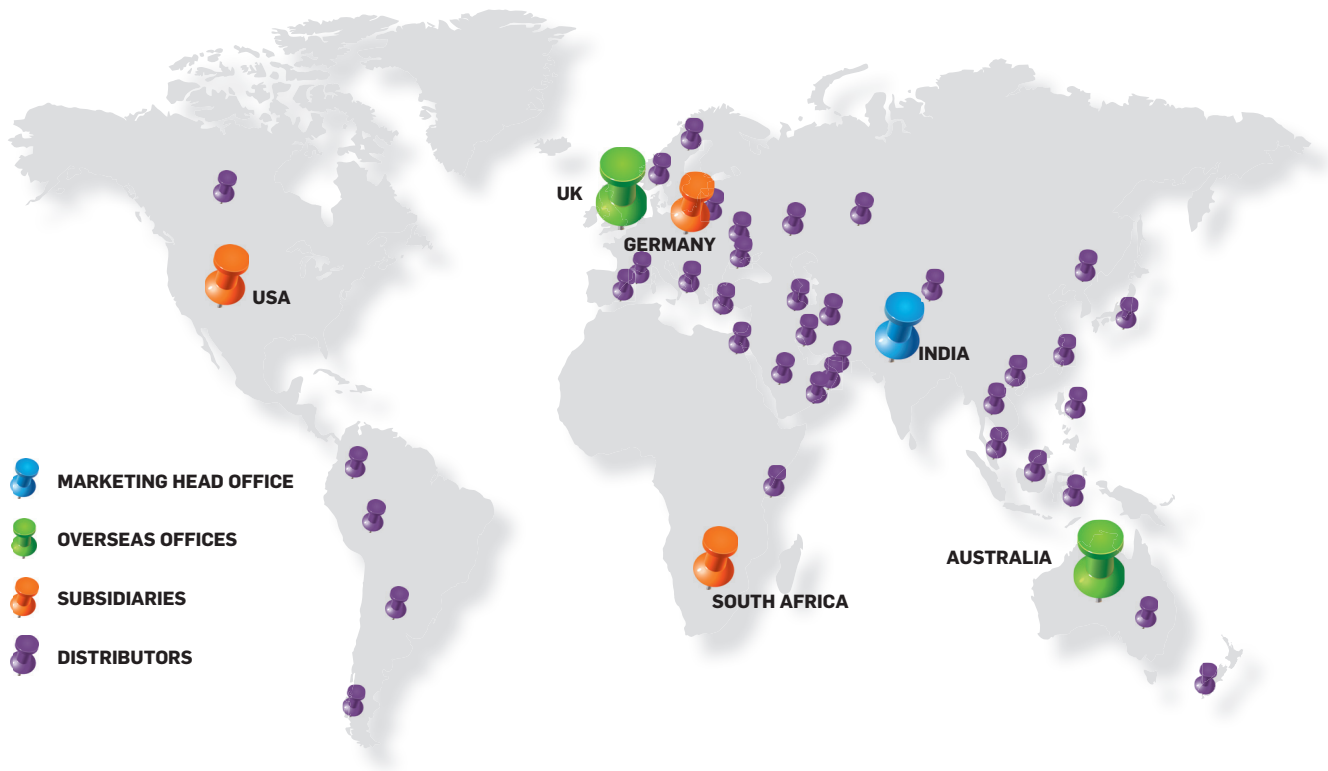 UK
GERMANY
USA
INDIA
MARKETING HEAD OFFICE
OVERSEAS OFFICES
AUSTRALIA
SUBSIDIARIES
SOUTH AFRICA
DISTRIBUTORS